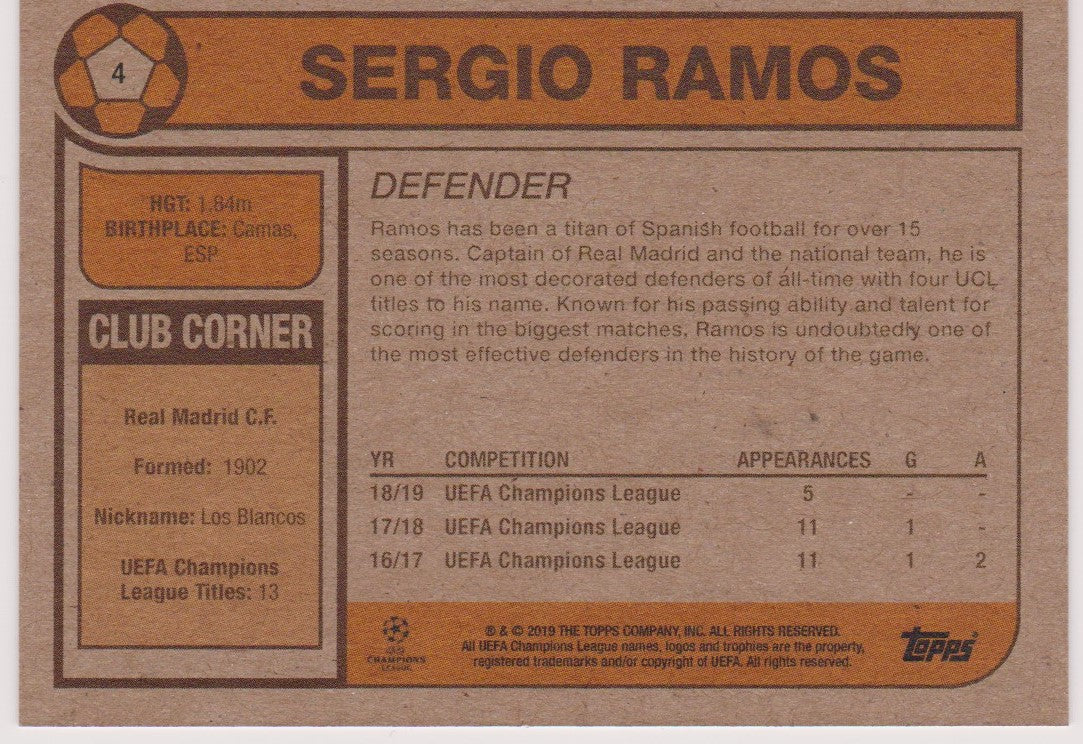 4
SERGIO RAMOS
HGT: 1.84m
BIRTHPLACE: Camas,
ESP
CLUB CORNER
Real Madrid C.F.
Formed: 1902
Nickname: Los Blancos
UEFA Champions
League Titles: 13
DEFENDER
Ramos has been a titan of Spanish football for over 15
seasons. Captain of Real Madrid and the national team, he is
one of the most decorated defenders of all-time with four UCL
titles to his name. Known for his passing ability and talent for
scoring in the biggest matches, Ramos is undoubtedly one of
the most effective defenders in the history of the game.
YR COMPETITION APPEARANCES G A
18/19 UEFA Champions League 5 - -
17/18 UEFA Champions League 11 1 -
16/17 UEFA Champions League 11 1 2
UEFA
CHAMPIONS
LEAGUE
® & © 2019 THE TOPPS COMPANY, INC. ALL RIGHTS RESERVED.
All UEFA Champions League names, logos and trophies are the property,
registered trademarks and/or copyright of UEFA. All rights reserved.
topps®